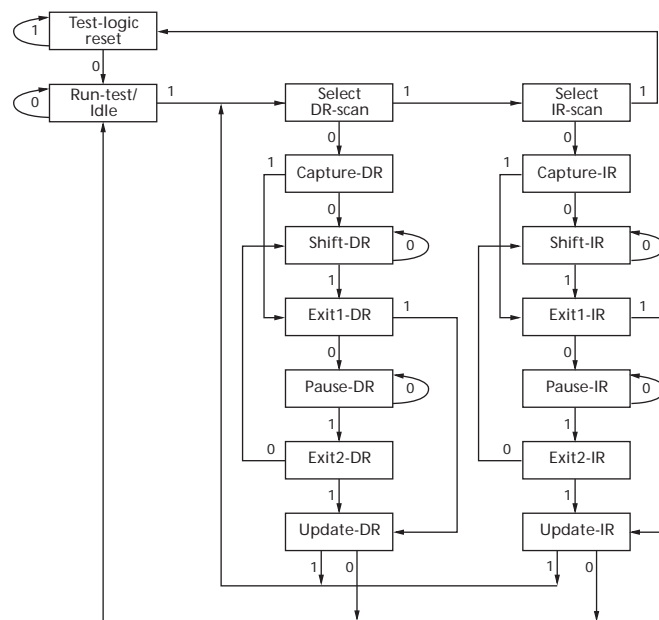 Test-logic
reset
1
0
Run-test/
Idle
0
1
Select
DR-scan
1
Select
IR-scan
1
0
0
1
Capture-DR
1
Capture-IR
0
0
Shift-DR
0
Shift-IR
0
1
1
Exit1-DR
1
Exit1-IR
1
0
0
Pause-DR
0
Pause-IR
0
1
1
0
Exit2-DR
0
Exit2-IR
1
1
Update-DR
Update-IR
1
0
1
0